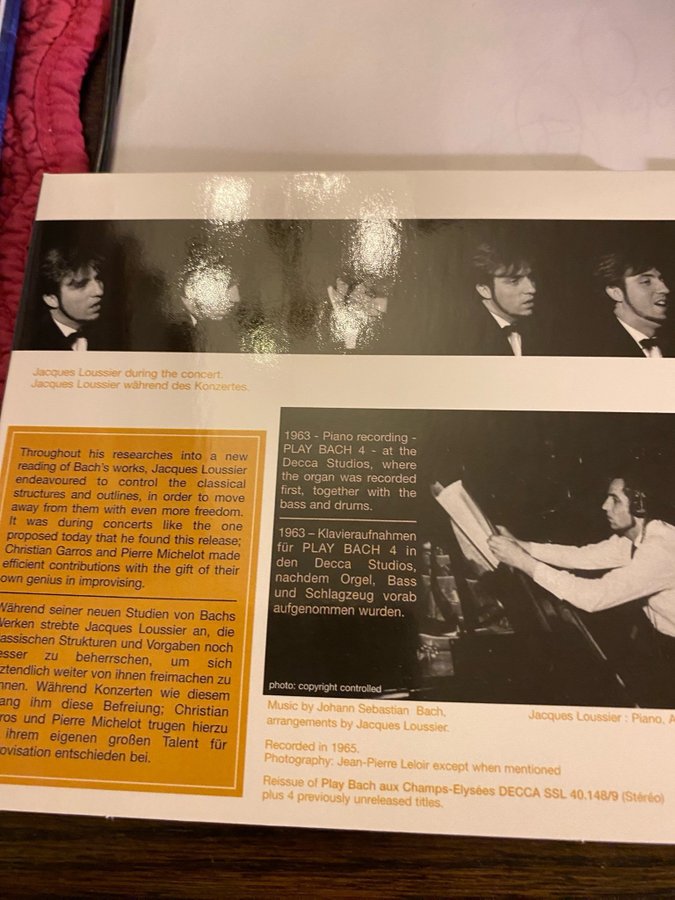 Jacques Loussier during the concert.
Jacques Loussier während des Konzertes.
Throughout his researches into a new
reading of Bach's works, Jacques Loussier
endeavoured to control the classical
structures and outlines, in order to move
away from them with even more freedom.
It was during concerts like the one
proposed today that he found this release;
Christian Garros and Pierre Michelot made
efficient contributions with the gift of their
own genius in improvising.
Während seiner neuen Studien von Bachs
Werken strebte Jacques Loussier an, die
assischen Strukturen und Vorgaben noch
esser zu beherrschen, um sich
ztendlich weiter von ihnen freimachen zu
nnen. Während Konzerten wie diesem
ang ihm diese Befreiung; Christian
ros und Pierre Michelot trugen hierzu
ihrem eigenen großen Talent für
ovisation entschieden bei.
1963 - Piano recording -
PLAY BACH 4 - at the
Decca Studios, where
the organ was recorded
first, together with the
bass and drums.
1963 – Klavieraufnahmen
für PLAY BACH 4 in
den Decca Studios,
nachdem Orgel, Bass
und Schlagzeug vorab
aufgenommen wurden.
photo: copyright controlled
Music by Johann Sebastian Bach,
arrangements by Jacques Loussier.
Jacques Loussier : Piano, A
Recorded in 1965.
Photography: Jean-Pierre Leloir except when mentioned
Reissue of Play Bach aux Champs-Elysées DECCA SSL 40.148/9 (Stéréo)
plus 4 previously unreleased titles.